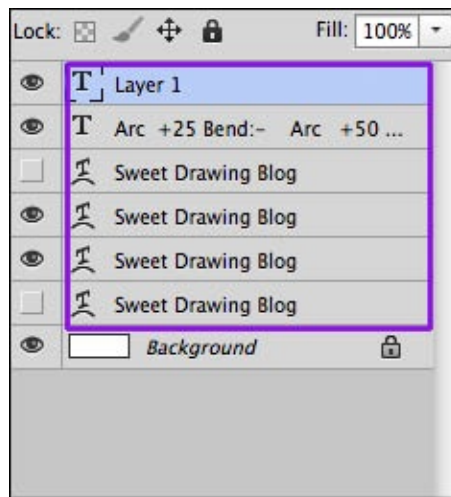 Lock: Fill: 100%
T Layer 1
T Arc +25 Bend:- Arc +50 ...
T Sweet Drawing Blog
T Sweet Drawing Blog
T Sweet Drawing Blog
T Sweet Drawing Blog
Background